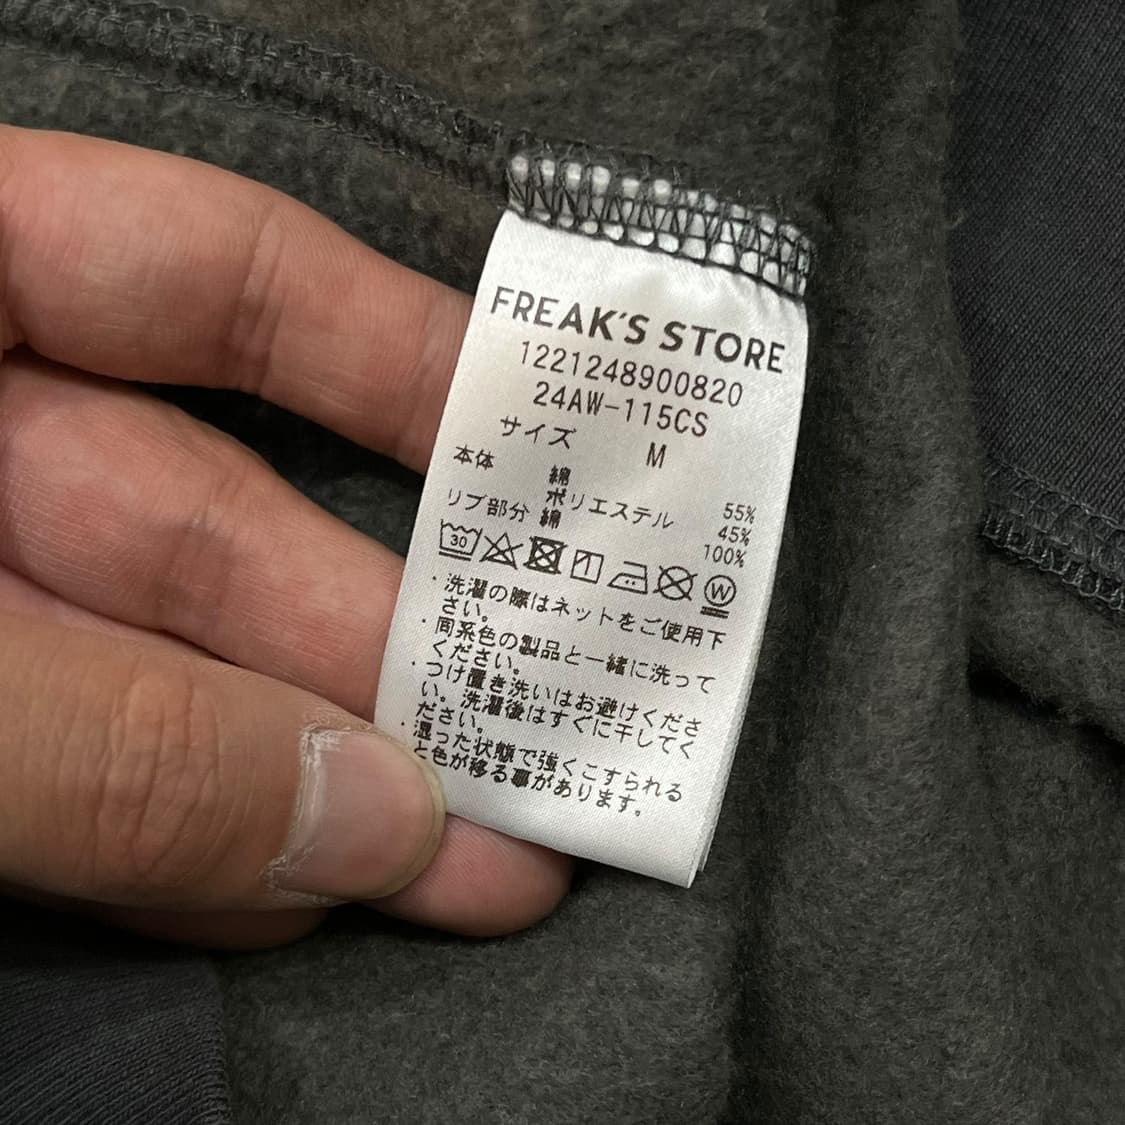 FREAK'S STORE
1221248900820
24AW-115CS
サイズ M
本体 綿 55%
ポリエステル 45%
リブ部分 綿 100%
30 W
・洗濯の際はネットをご使用下
さい。
・同系色の製品と一緒に洗って
ください。
・つけ置き洗いはお避けくださ
い。洗濯後はすぐに干してく
ださい。
・湿った状態で強くこすられる
と色が移る事があります。